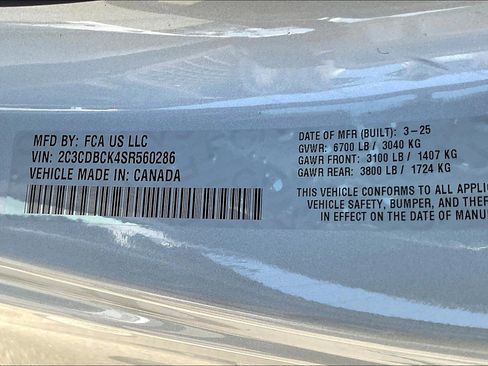 MFD BY: FCA US LLC
VIN: 2C3CDBCK4SR560286
VEHICLE MADE IN: CANADA
DATE OF MFR (BUILT): 3-25
GVWR: 6700 LB / 3040 KG
GAWR FRONT: 3100 LB / 1407 KG
GAWR REAR: 3800 LB / 1724 KG
THIS VEHICLE CONFORMS TO ALL APPLIC
VEHICLE SAFETY, BUMPER, AND THEF
IN EFFECT ON THE DATE OF MANU